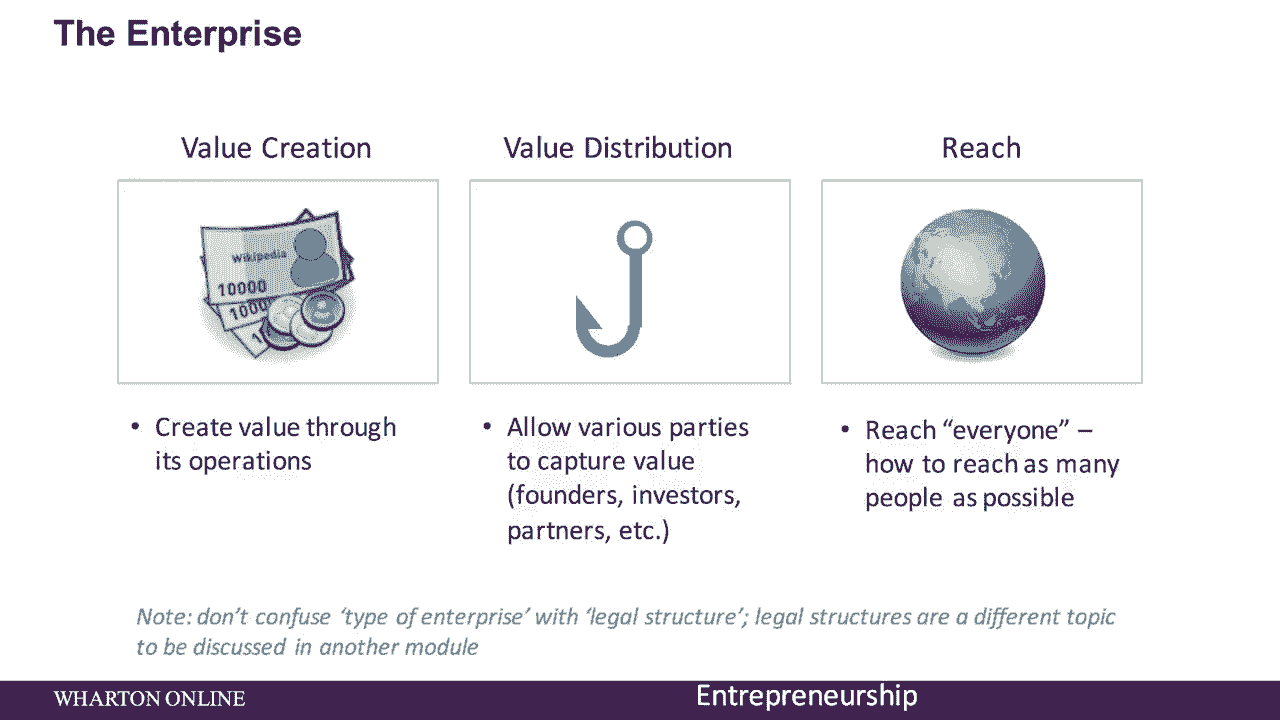 The Enterprise
Value Creation
Value Distribution
Reach
Wikipedia
10000
1000
1
• Create value through
its operations
• Allow various parties
to capture value
(founders, investors,
partners, etc.)
• Reach “everyone” –
how to reach as many
people as possible
Note: don’t confuse ‘type of enterprise’ with ‘legal structure’; legal structures are a different topic
to be discussed in another module
WHARTON ONLINE
Entrepreneurship